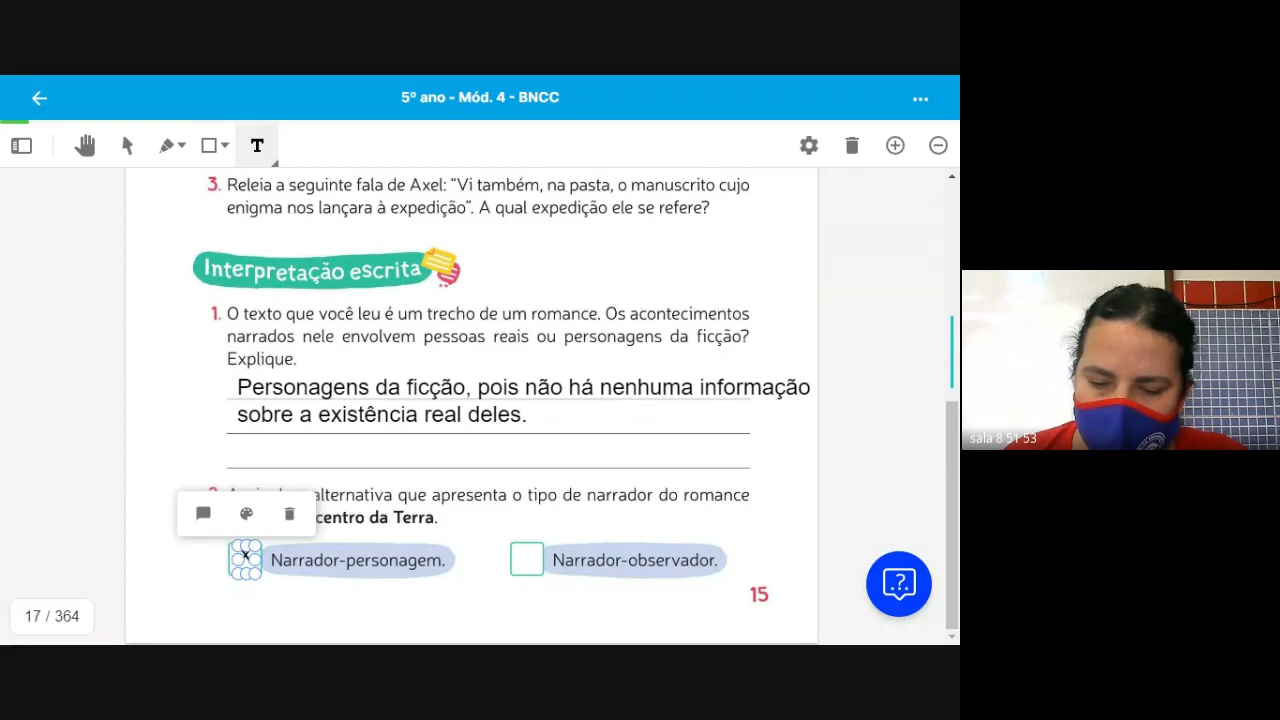 5º ano - Mód. 4 - BNCC
T
3. Releia a seguinte fala de Axel: “Vi também, na pasta, o manuscrito cujo
enigma nos lançara à expedição”. A qual expedição ele se refere?
Interpretação escrita
1. O texto que você leu é um trecho de um romance. Os acontecimentos
narrados nele envolvem pessoas reais ou personagens da ficção?
Explique.
Personagens da ficção, pois não há nenhuma informação
sobre a existência real deles.
alternativa que apresenta o tipo de narrador do romance
centro da Terra.
x Narrador-personagem. Narrador-observador.
15
17 / 364
sala 8 51 53